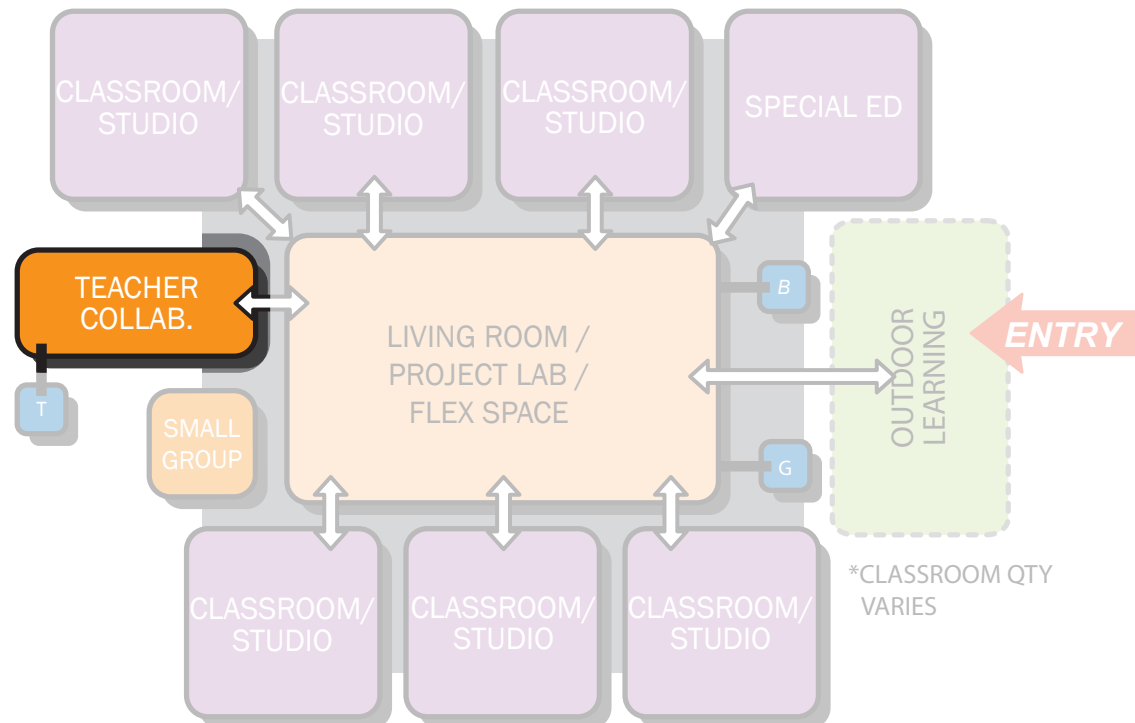 CLASSROOM/
STUDIO
CLASSROOM/
STUDIO
CLASSROOM/
STUDIO
SPECIAL ED
TEACHER
COLLAB.
T
SMALL
GROUP
LIVING ROOM /
PROJECT LAB /
FLEX SPACE
B
G
OUTDOOR
LEARNING
ENTRY
CLASSROOM/
STUDIO
CLASSROOM/
STUDIO
CLASSROOM/
STUDIO
*CLASSROOM QTY
VARIES